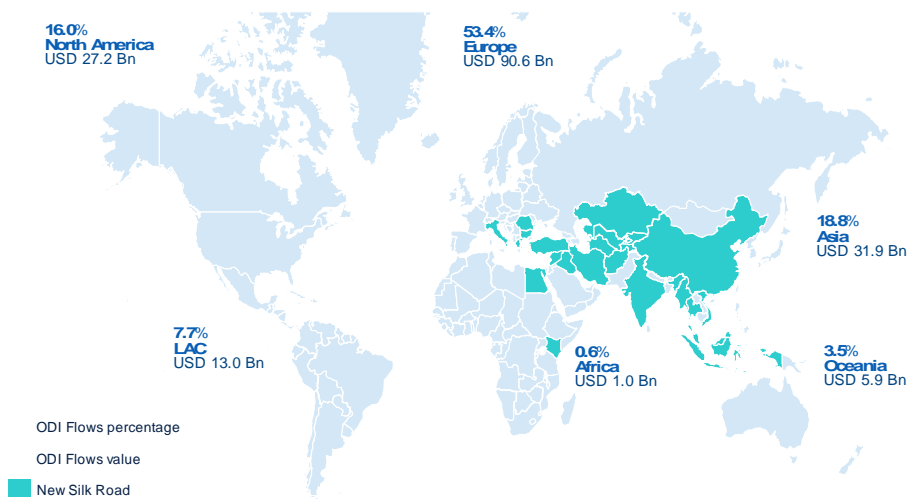 16.0%
North America
USD 27.2 Bn
53.4%
Europe
USD 90.6 Bn
18.8%
Asia
USD 31.9 Bn
7.7%
LAC
USD 13.0 Bn
0.6%
Africa
USD 1.0 Bn
3.5%
Oceania
USD 5.9 Bn
ODI Flows percentage
ODI Flows value
New Silk Road